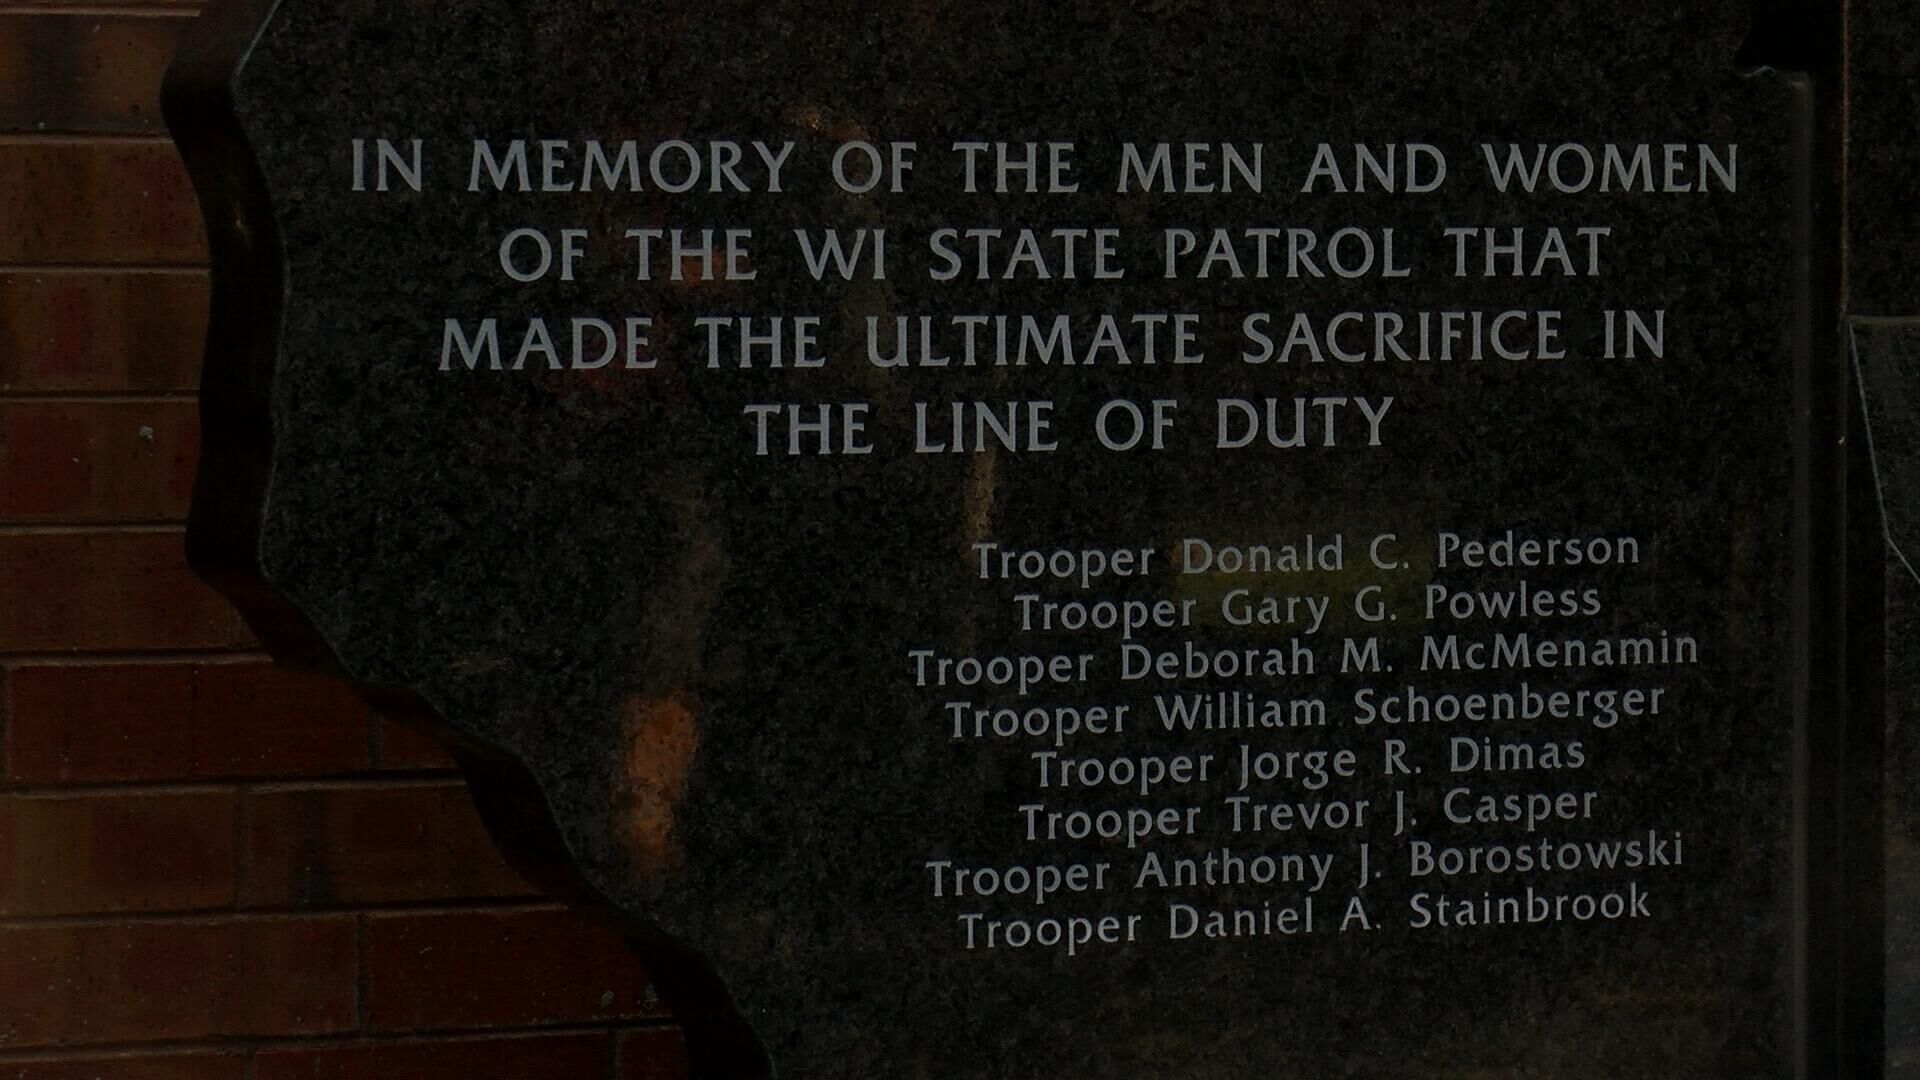 IN MEMORY OF THE MEN AND WOMEN
OF THE WI STATE PATROL THAT
MADE THE ULTIMATE SACRIFICE IN
THE LINE OF DUTY
Trooper Donald C. Pederson
Trooper Gary G. Powless
Trooper Deborah M. McMenamin
Trooper William Schoenberger
Trooper Jorge R. Dimas
Trooper Trevor J. Casper
Trooper Anthony J. Borostowski
Trooper Daniel A. Stainbrook